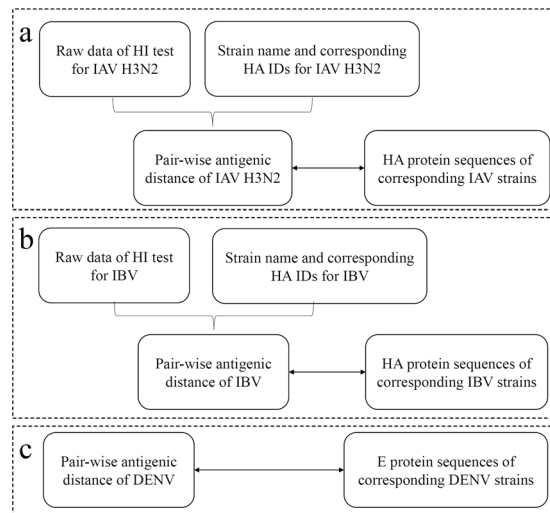 a
Raw data of HI test
for IAV H3N2
Strain name and corresponding
HA IDs for IAV H3N2
Pair-wise antigenic
distance of IAV H3N2
HA protein sequences of
corresponding IAV strains
b
Raw data of HI test
for IBV
Strain name and corresponding
HA IDs for IBV
Pair-wise antigenic
distance of IBV
HA protein sequences of
corresponding IBV strains
c
Pair-wise antigenic
distance of DENV
E protein sequences of
corresponding DENV strains